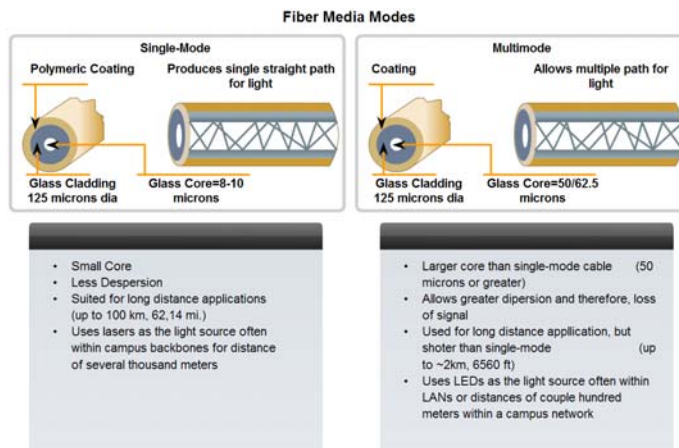 Fiber Media Modes
Single-Mode
Polymeric Coating
Produces single straight path
for light
Glass Cladding
125 microns dia
Glass Core=8-10
microns
Multimode
Coating
Allows multiple path for
light
Glass Cladding
125 microns dia
Glass Core=50/62.5
microns
• Small Core
• Less Despersion
• Suited for long distance applications
(up to 100 km, 62,14 mi.)
• Uses lasers as the light source often
within campus backbones for distance
of several thousand meters
• Larger core than single-mode cable (50
microns or greater)
• Allows greater dipersion and therefore, loss
of signal
• Used for long distance appllication, but
shoter than single-mode (up
to ~2km, 6560 ft)
• Uses LEDs as the light source often within
LANs or distances of couple hundred
meters within a campus network